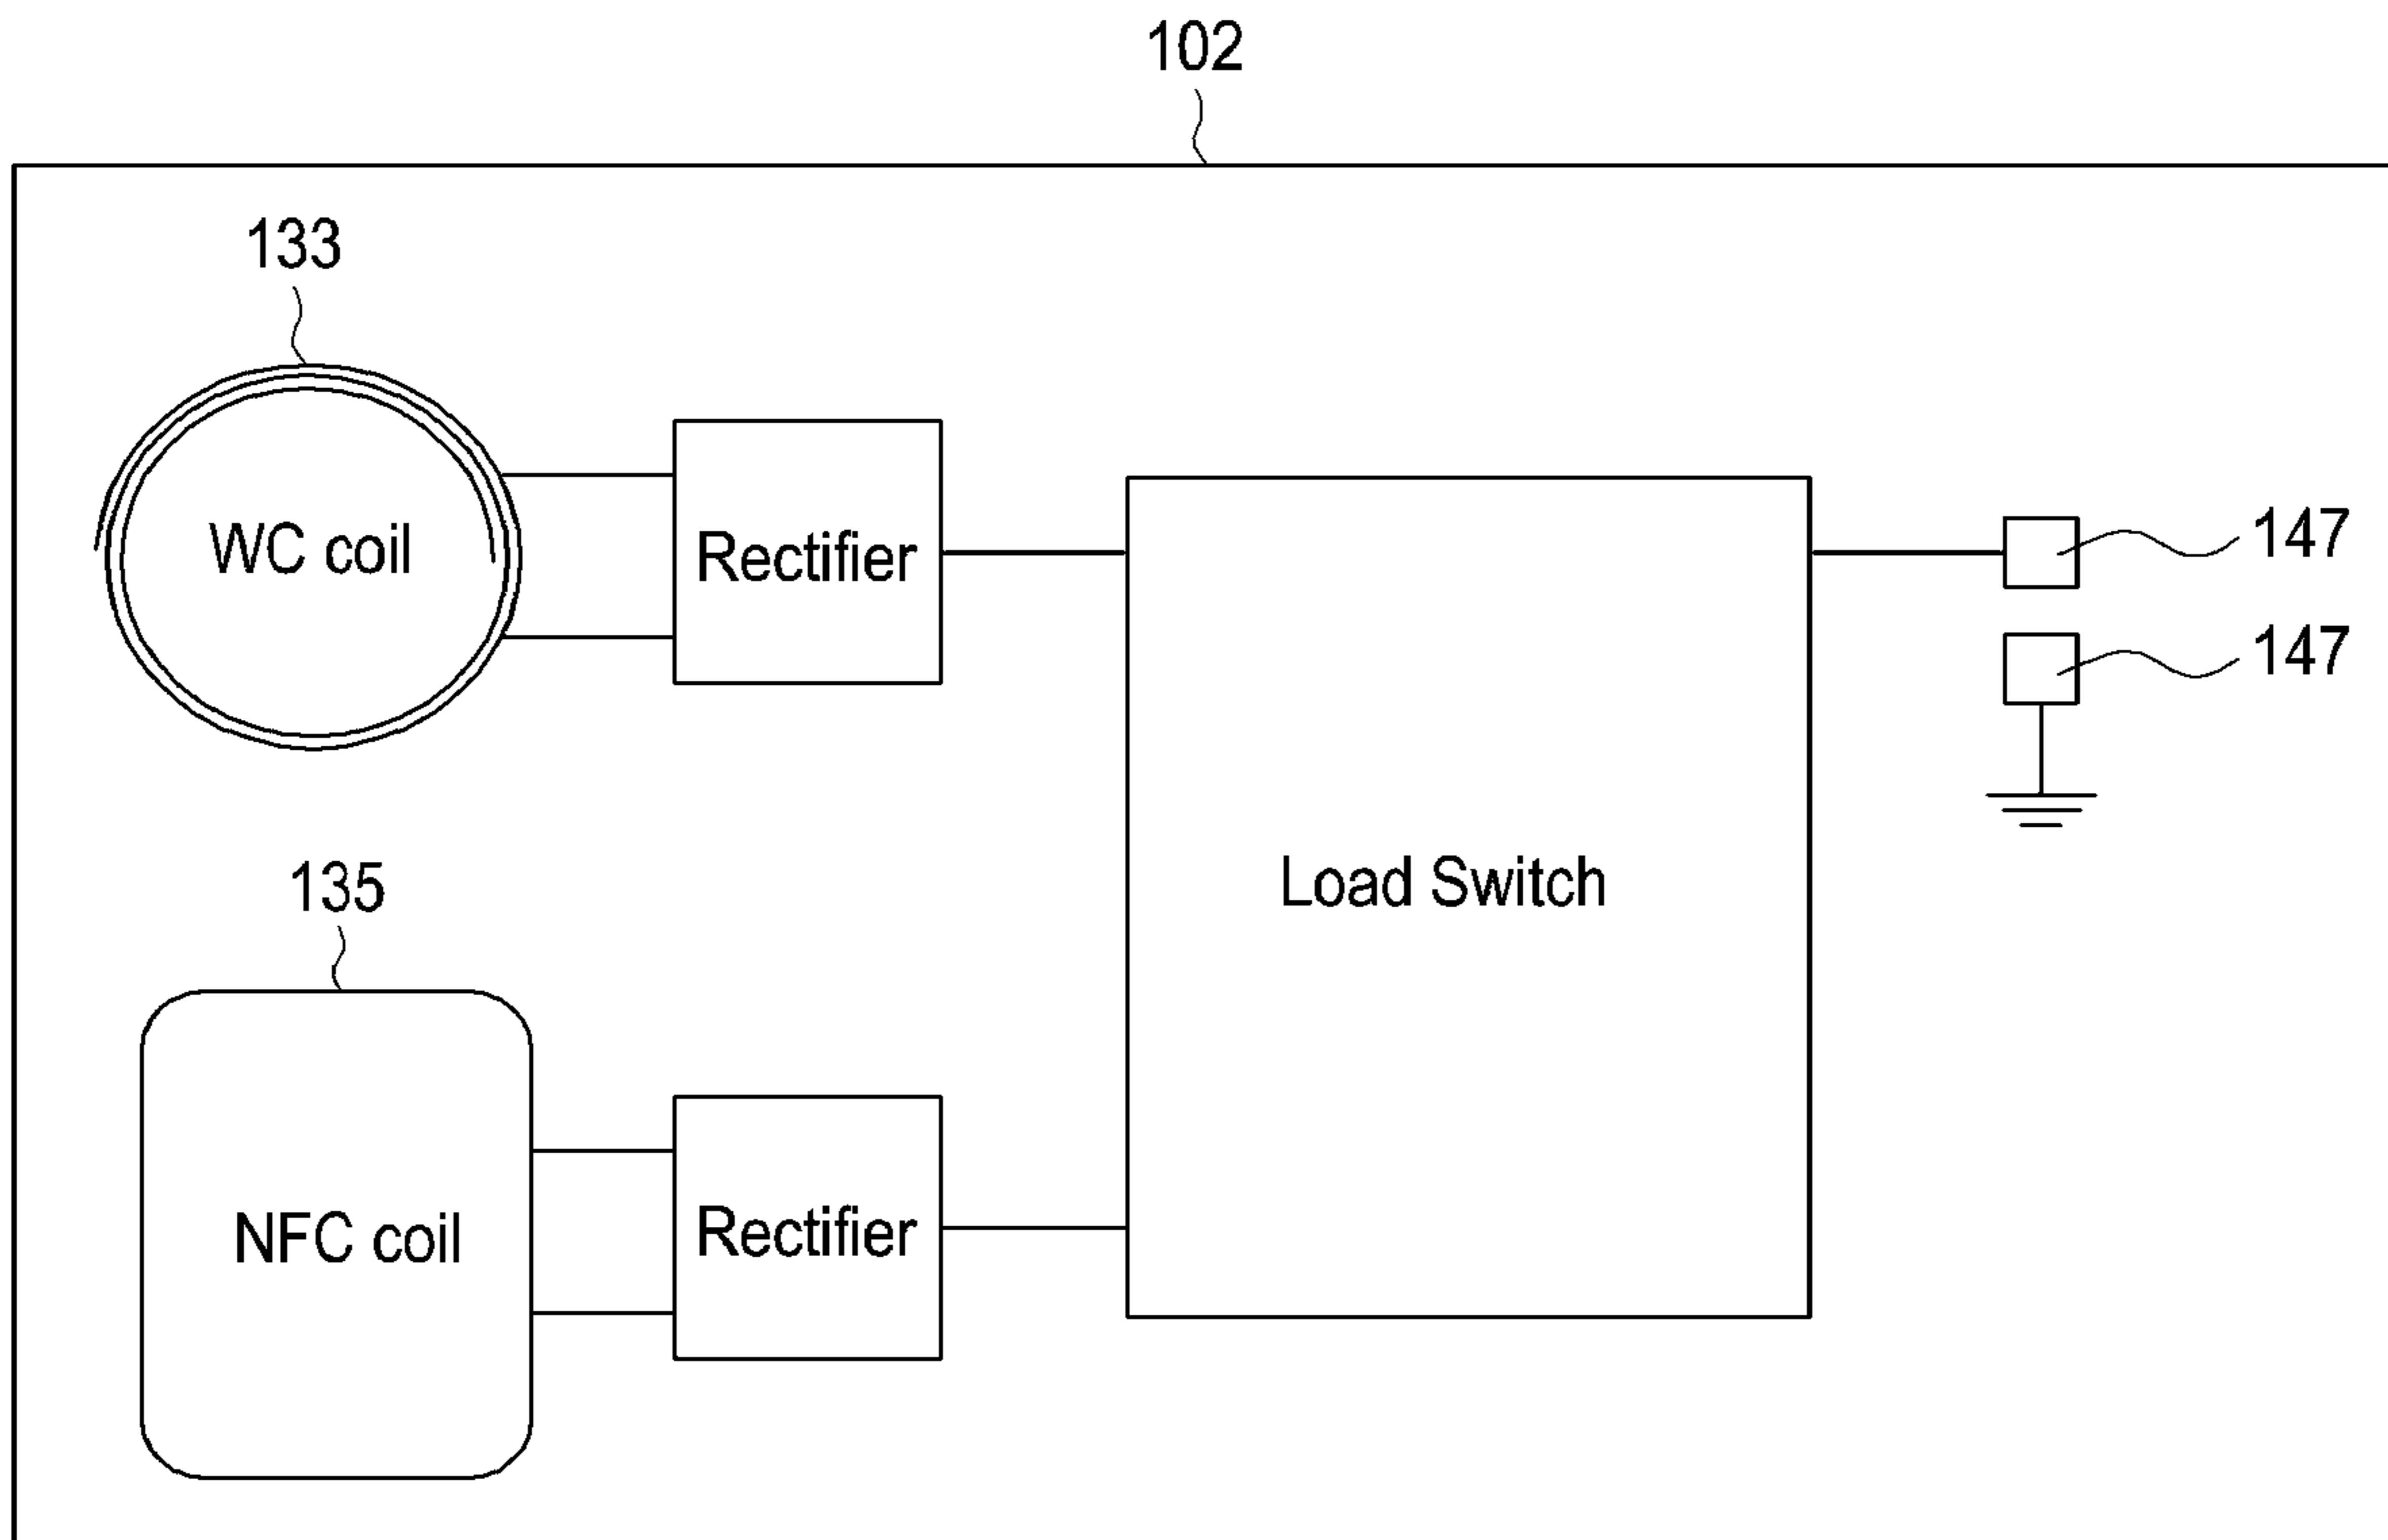 102
133
WC coil
Rectifier
147
147
Load Switch
135
NFC coil
Rectifier